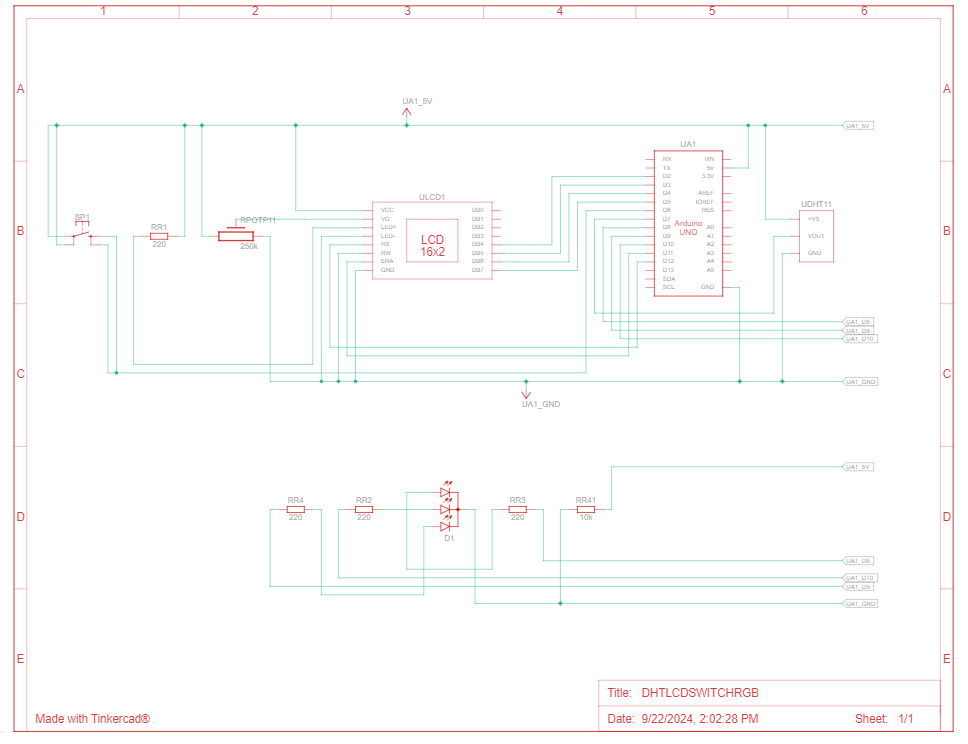 1 2 3 4 5 6
A A
UA1_5V
UA1_5V
UA1
RX VIN
TX 5V
D2 3.3V
D3
D4 AREF
D5 IOREF
D6 RES
D7
D8 A0
D9 A1
D10 A2
D11 A3
D12 A4
D13 A5
SDA
SCL GND
Arduino
UNO
B B
SP1
RR1
220
RPOTP11
250k
ULCD1
VCC DB0
VO DB1
LED+ DB2
LED- DB3
RS DB4
RW DB5
ENA DB6
GND DB7
LCD
16x2
UDHT11
+VS
VOUT
GND
UA1_D8
UA1_D9
UA1_D10
C C
UA1_GND
UA1_GND
UA1_5V
D D
RR4
220
RR2
220
D1
RR3
220
RR41
10k
UA1_D8
UA1_D10
UA1_D9
UA1_GND
E E
Title: DHTLCDSWITCHRGB
Made with Tinkercad®
Date: 9/22/2024, 2:02:28 PM Sheet: 1/1